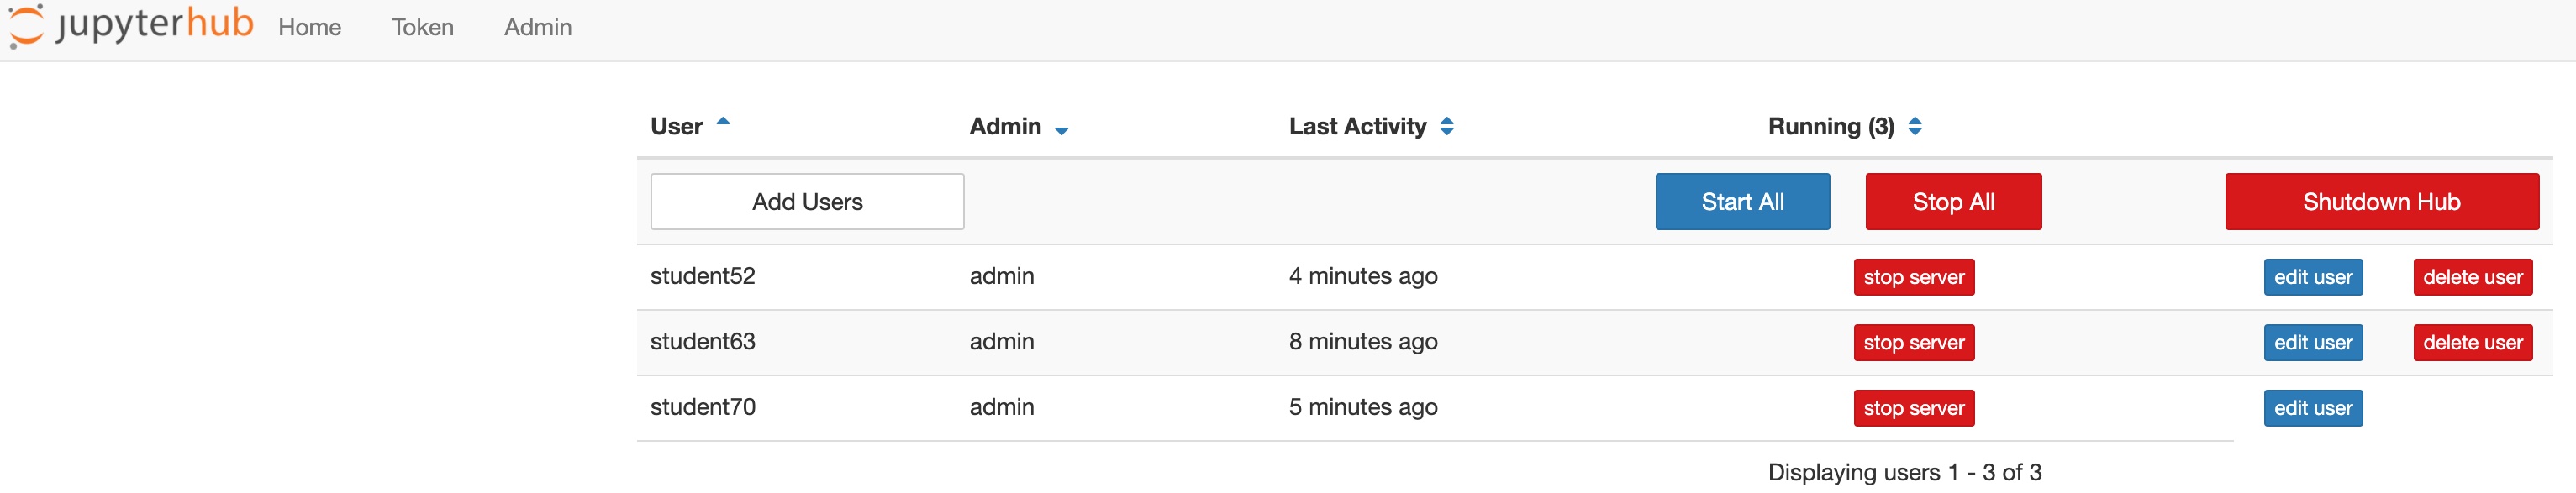 jupyterhub Home Token Admin
User Admin Last Activity Running (3)
Add Users Start All Stop All Shutdown Hub
student52 admin 4 minutes ago stop server edit user delete user
student63 admin 8 minutes ago stop server edit user delete user
student70 admin 5 minutes ago stop server edit user
Displaying users 1 - 3 of 3